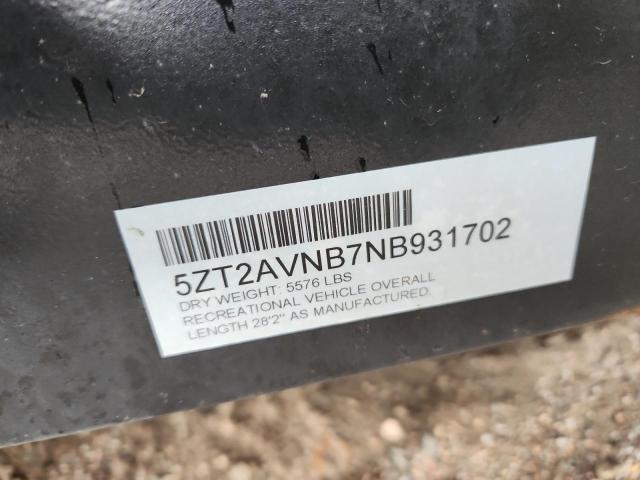 5ZT2AVNB7NB931702
DRY WEIGHT: 5576 LBS
RECREATIONAL VEHICLE OVERALL
LENGTH 28'2" AS MANUFACTURED.